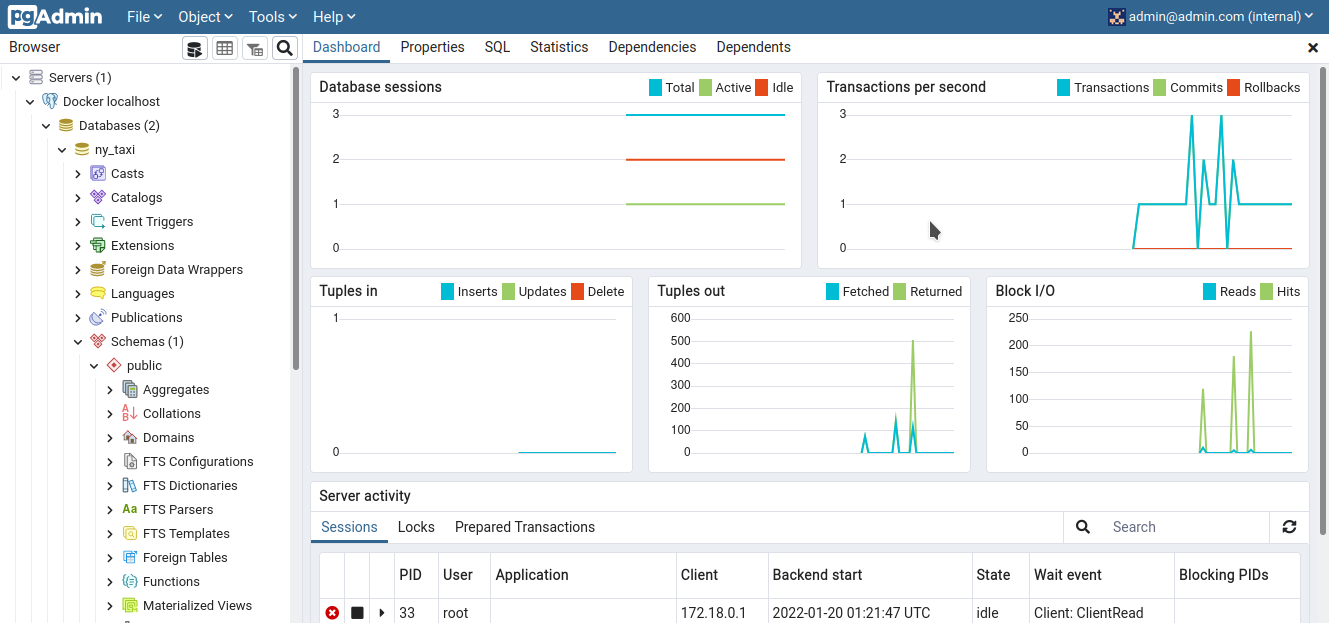 pgAdmin File Object Tools Help admin@admin.com (internal)
Browser
Dashboard Properties SQL Statistics Dependencies Dependents
Servers (1)
Docker localhost
Databases (2)
ny_taxi
Casts
Catalogs
Event Triggers
Extensions
Foreign Data Wrappers
Languages
Publications
Schemas (1)
public
Aggregates
Collations
Domains
FTS Configurations
FTS Dictionaries
Aa FTS Parsers
FTS Templates
Foreign Tables
Functions
Materialized Views
Database sessions Total Active Idle
3
2
1
0
Transactions per second Transactions Commits Rollbacks
3
2
1
0
Tuples in Inserts Updates Delete
1
0
Tuples out Fetched Returned
600
500
400
300
200
100
0
Block I/O Reads Hits
250
200
150
100
50
0
Server activity
Sessions Locks Prepared Transactions Search
PID User Application Client Backend start State Wait event Blocking PIDs
33 root 172.18.0.1 2022-01-20 01:21:47 UTC idle Client: ClientRead